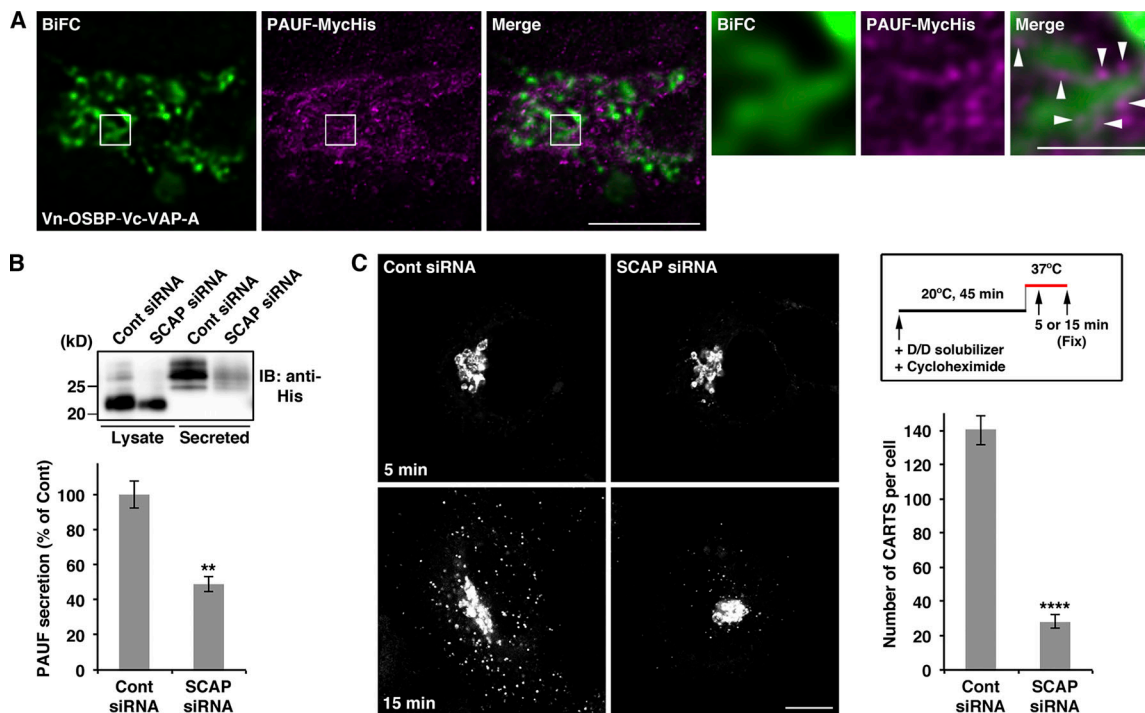 A
BiFC
PAUF-MycHis
Merge
BiFC
PAUF-MycHis
Merge
Vn-OSBP-Vc-VAP-A
B
Cont siRNA
SCAP siRNA
Cont siRNA
SCAP siRNA
(kD)
25
20
IB: anti-
His
Lysate
Secreted
PAUF secretion (% of Cont)
100
80
60
40
20
0
**
Cont
siRNA
SCAP
siRNA
C
Cont siRNA
SCAP siRNA
5 min
15 min
37°C
20°C, 45 min
5 or 15 min
(Fix)
+ D/D solubilizer
+ Cycloheximide
Number of CARTS per cell
140
120
100
80
60
40
20
0
****
Cont
siRNA
SCAP
siRNA